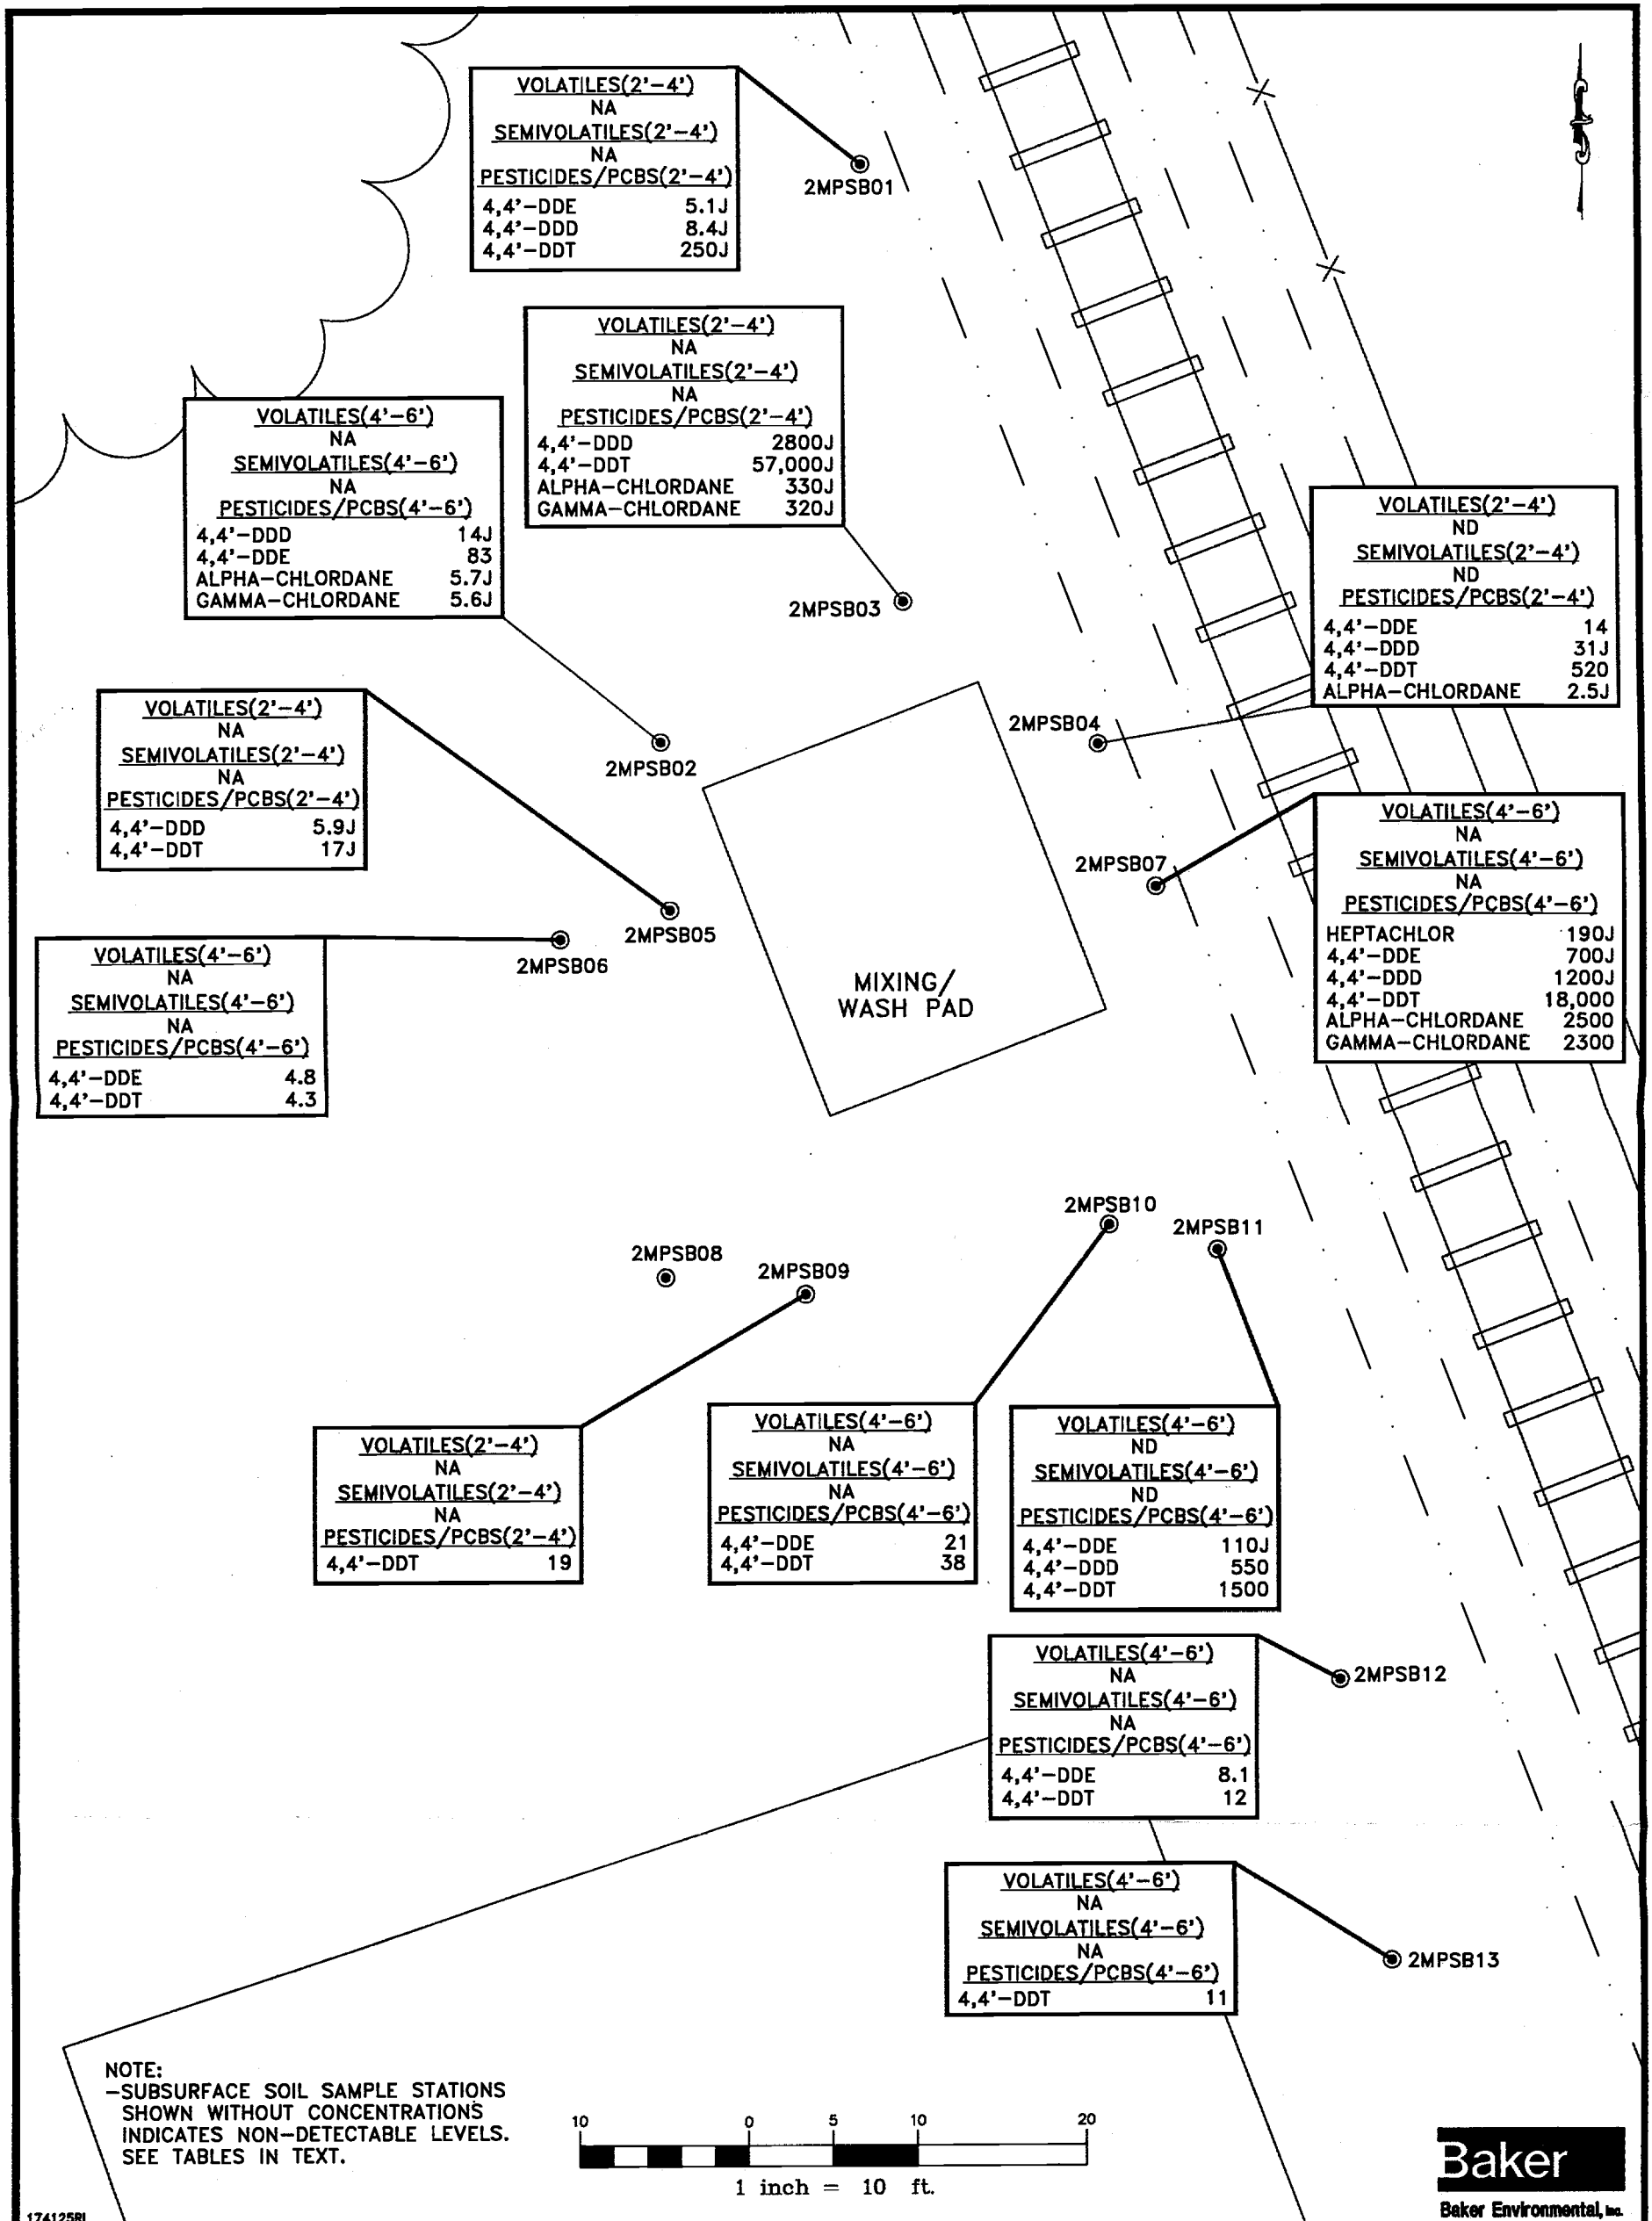 VOLATILES(2'-4')
NA
SEMIVOLATILES(2'-4')
NA
PESTICIDES/PCBS(2'-4')
4,4'-DDE 5.1J
4,4'-DDD 8.4J
4,4'-DDT 250J
2MPSB01
VOLATILES(2'-4')
NA
SEMIVOLATILES(2'-4')
NA
PESTICIDES/PCBS(2'-4')
4,4'-DDD 2800J
4,4'-DDT 57,000J
ALPHA-CHLORDANE 330J
GAMMA-CHLORDANE 320J
2MPSB03
VOLATILES(4'-6')
NA
SEMIVOLATILES(4'-6')
NA
PESTICIDES/PCBS(4'-6')
4,4'-DDD 14J
4,4'-DDE 83
ALPHA-CHLORDANE 5.7J
GAMMA-CHLORDANE 5.6J
2MPSB02
VOLATILES(2'-4')
ND
SEMIVOLATILES(2'-4')
ND
PESTICIDES/PCBS(2'-4')
4,4'-DDE 14
4,4'-DDD 31J
4,4'-DDT 520
ALPHA-CHLORDANE 2.5J
2MPSB04
VOLATILES(2'-4')
NA
SEMIVOLATILES(2'-4')
NA
PESTICIDES/PCBS(2'-4')
4,4'-DDD 5.9J
4,4'-DDT 17J
2MPSB05
VOLATILES(4'-6')
NA
SEMIVOLATILES(4'-6')
NA
PESTICIDES/PCBS(4'-6')
HEPTACHLOR 190J
4,4'-DDE 700J
4,4'-DDD 1200J
4,4'-DDT 18,000
ALPHA-CHLORDANE 2500
GAMMA-CHLORDANE 2300
2MPSB07
VOLATILES(4'-6')
NA
SEMIVOLATILES(4'-6')
NA
PESTICIDES/PCBS(4'-6')
4,4'-DDE 4.8
4,4'-DDT 4.3
2MPSB06
MIXING/
WASH PAD
2MPSB10
2MPSB11
2MPSB08
2MPSB09
VOLATILES(2'-4')
NA
SEMIVOLATILES(2'-4')
NA
PESTICIDES/PCBS(2'-4')
4,4'-DDT 19
VOLATILES(4'-6')
NA
SEMIVOLATILES(4'-6')
NA
PESTICIDES/PCBS(4'-6')
4,4'-DDE 21
4,4'-DDT 38
VOLATILES(4'-6')
ND
SEMIVOLATILES(4'-6')
ND
PESTICIDES/PCBS(4'-6')
4,4'-DDE 110J
4,4'-DDD 550
4,4'-DDT 1500
VOLATILES(4'-6')
NA
SEMIVOLATILES(4'-6')
NA
PESTICIDES/PCBS(4'-6')
4,4'-DDE 8.1
4,4'-DDT 12
2MPSB12
VOLATILES(4'-6')
NA
SEMIVOLATILES(4'-6')
NA
PESTICIDES/PCBS(4'-6')
4,4'-DDT 11
2MPSB13
NOTE:
-SUBSURFACE SOIL SAMPLE STATIONS
SHOWN WITHOUT CONCENTRATIONS
INDICATES NON-DETECTABLE LEVELS.
SEE TABLES IN TEXT.
10 0 5 10 20
1 inch = 10 ft.
Baker
Baker Environmental, Inc.
174125RI